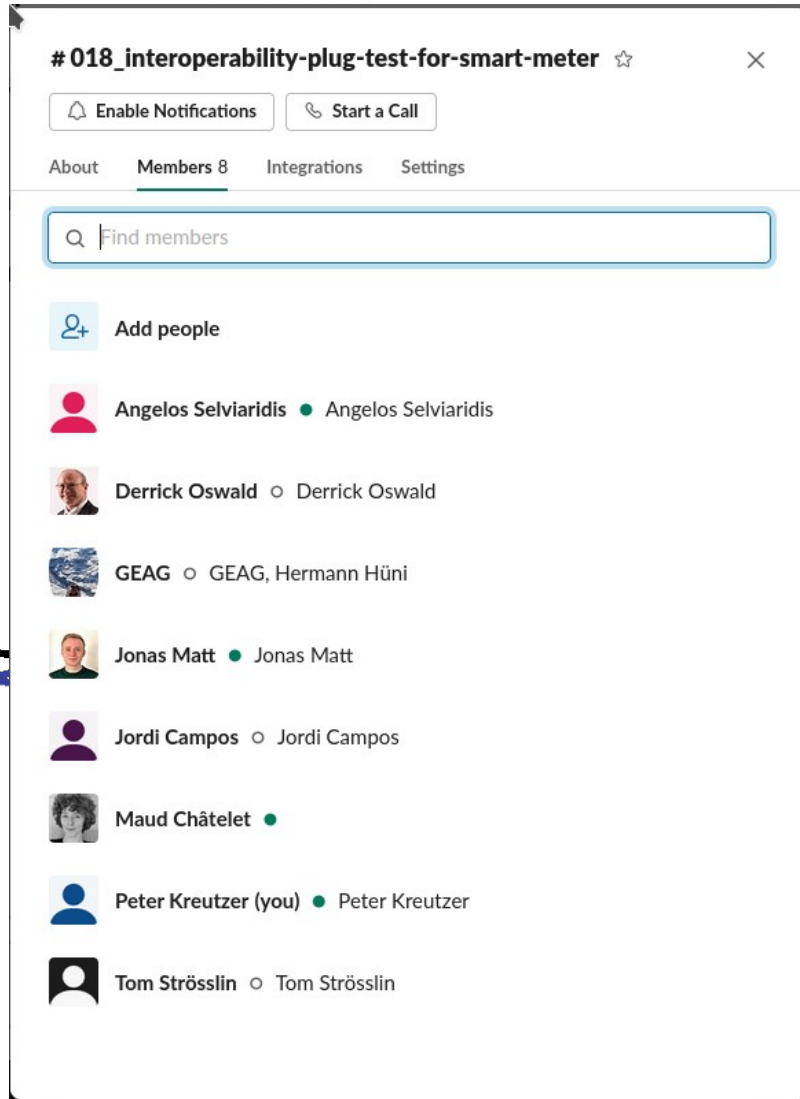 # 018_interoperability-plug-test-for-smart-meter
Enable Notifications Start a Call
About Members 8 Integrations Settings
Find members
Add people
Angelos Selviaridis Angelos Selviaridis
Derrick Oswald Derrick Oswald
GEAG GEAG, Hermann Hüni
Jonas Matt Jonas Matt
Jordi Campos Jordi Campos
Maud Châtelet
Peter Kreutzer (you) Peter Kreutzer
Tom Strösslin Tom Strösslin